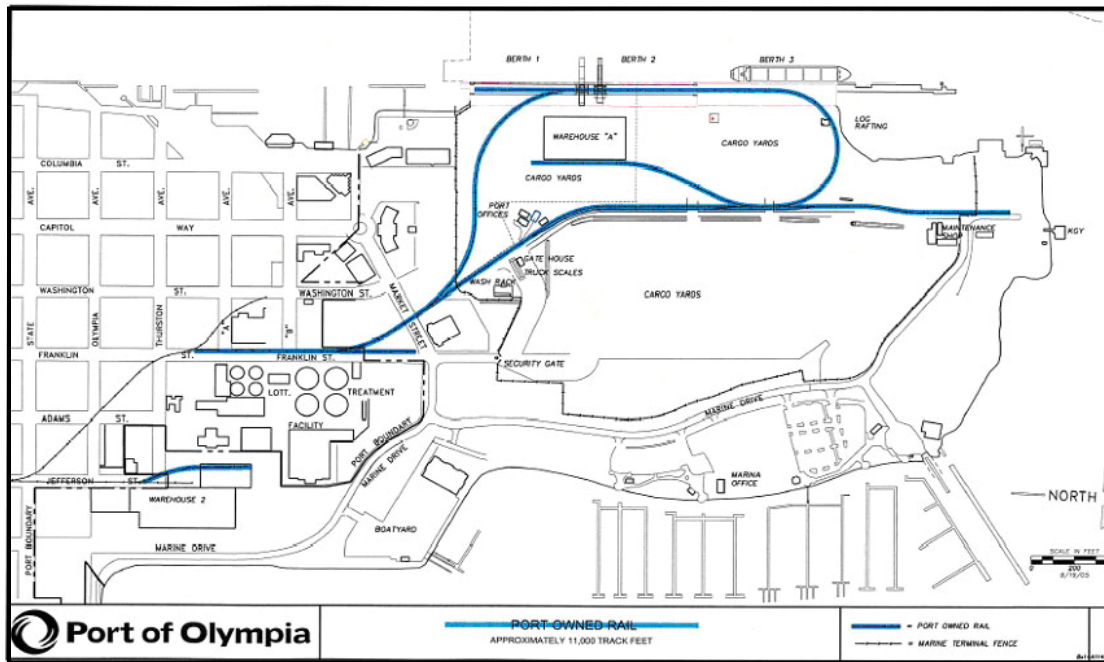 BERTH 1
BERTH 2
BERTH 3
LOG
RAFTING
WAREHOUSE "A"
CARGO YARDS
CARGO YARDS
COLUMBIA ST.
AVE.
AVE.
AVE.
AVE.
AVE.
PORT
OFFICES
CAPITOL WAY
MAINTENANCE
SHOP
KGY
GATE HOUSE
TRUCK SCALES
WASH RACK
CARGO YARDS
WASHINGTON ST.
WASHINGTON ST.
MARKET STREET
STATE
OLYMPIA
THURSTON
"A"
"B"
FRANKLIN ST.
FRANKLIN ST.
SECURITY GATE
LOTT.
TREATMENT
FACILITY
ADAMS ST.
MARINE DRIVE
PORT BOUNDARY
MARINE DRIVE
MARINA
OFFICE
JEFFERSON ST.
WAREHOUSE 2
BOATYARD
NORTH
PORT BOUNDARY
MARINE DRIVE
SCALE IN FEET
0 200
8/19/05
Port of Olympia
PORT OWNED RAIL
APPROXIMATELY 11,000 TRACK FEET
= PORT OWNED RAIL
= MARINE TERMINAL FENCE